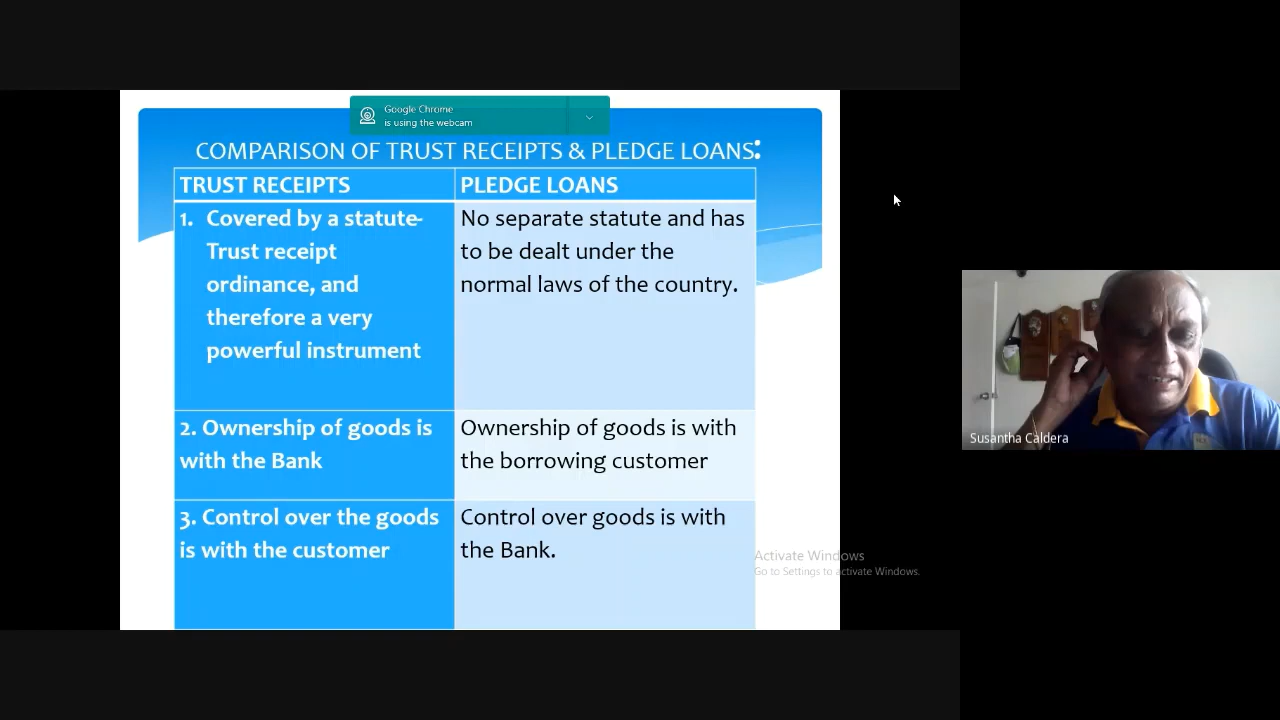 Google Chrome
is using the webcam
COMPARISON OF TRUST RECEIPTS & PLEDGE LOANS:
TRUST RECEIPTS
PLEDGE LOANS
1. Covered by a statute-
Trust receipt
ordinance, and
therefore a very
powerful instrument
No separate statute and has
to be dealt under the
normal laws of the country.
2. Ownership of goods is
with the Bank
Ownership of goods is with
the borrowing customer
3. Control over the goods
is with the customer
Control over goods is with
the Bank.
Activate Windows
Go to Settings to activate Windows.
Susantha Caldera